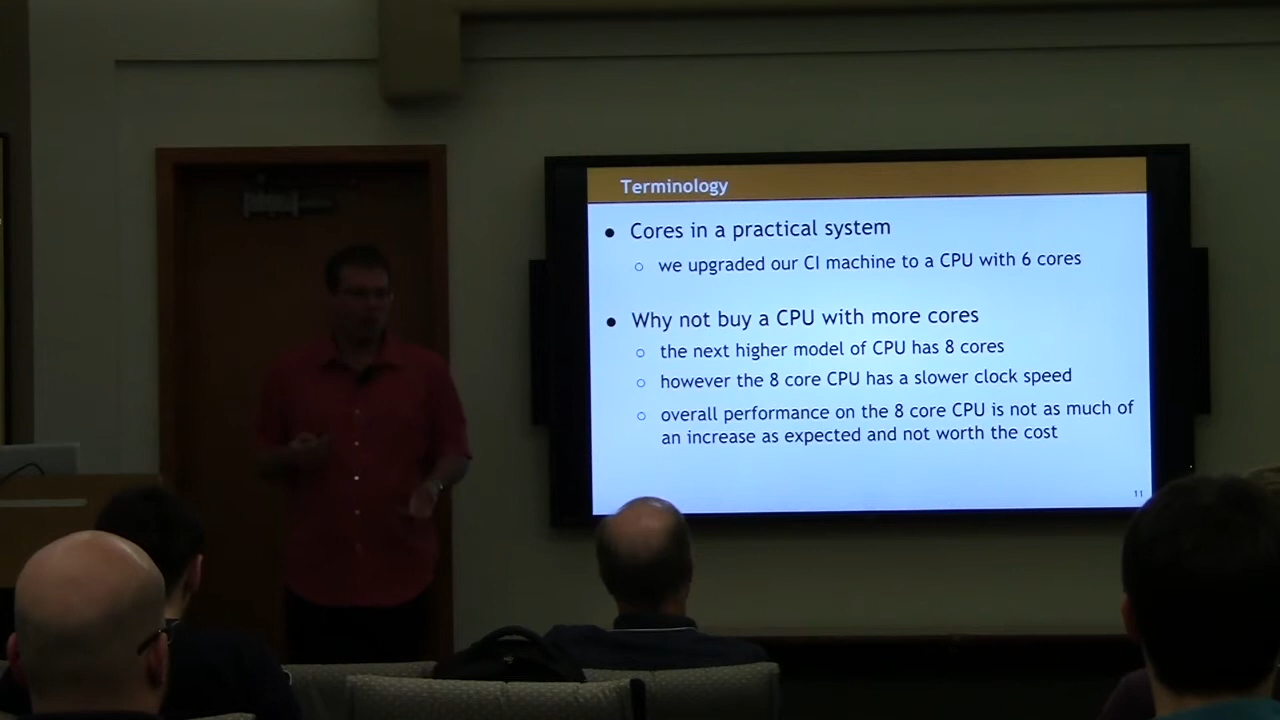 Terminology
● Cores in a practical system
○ we upgraded our CI machine to a CPU with 6 cores
● Why not buy a CPU with more cores
○ the next higher model of CPU has 8 cores
○ however the 8 core CPU has a slower clock speed
○ overall performance on the 8 core CPU is not as much of
an increase as expected and not worth the cost
11